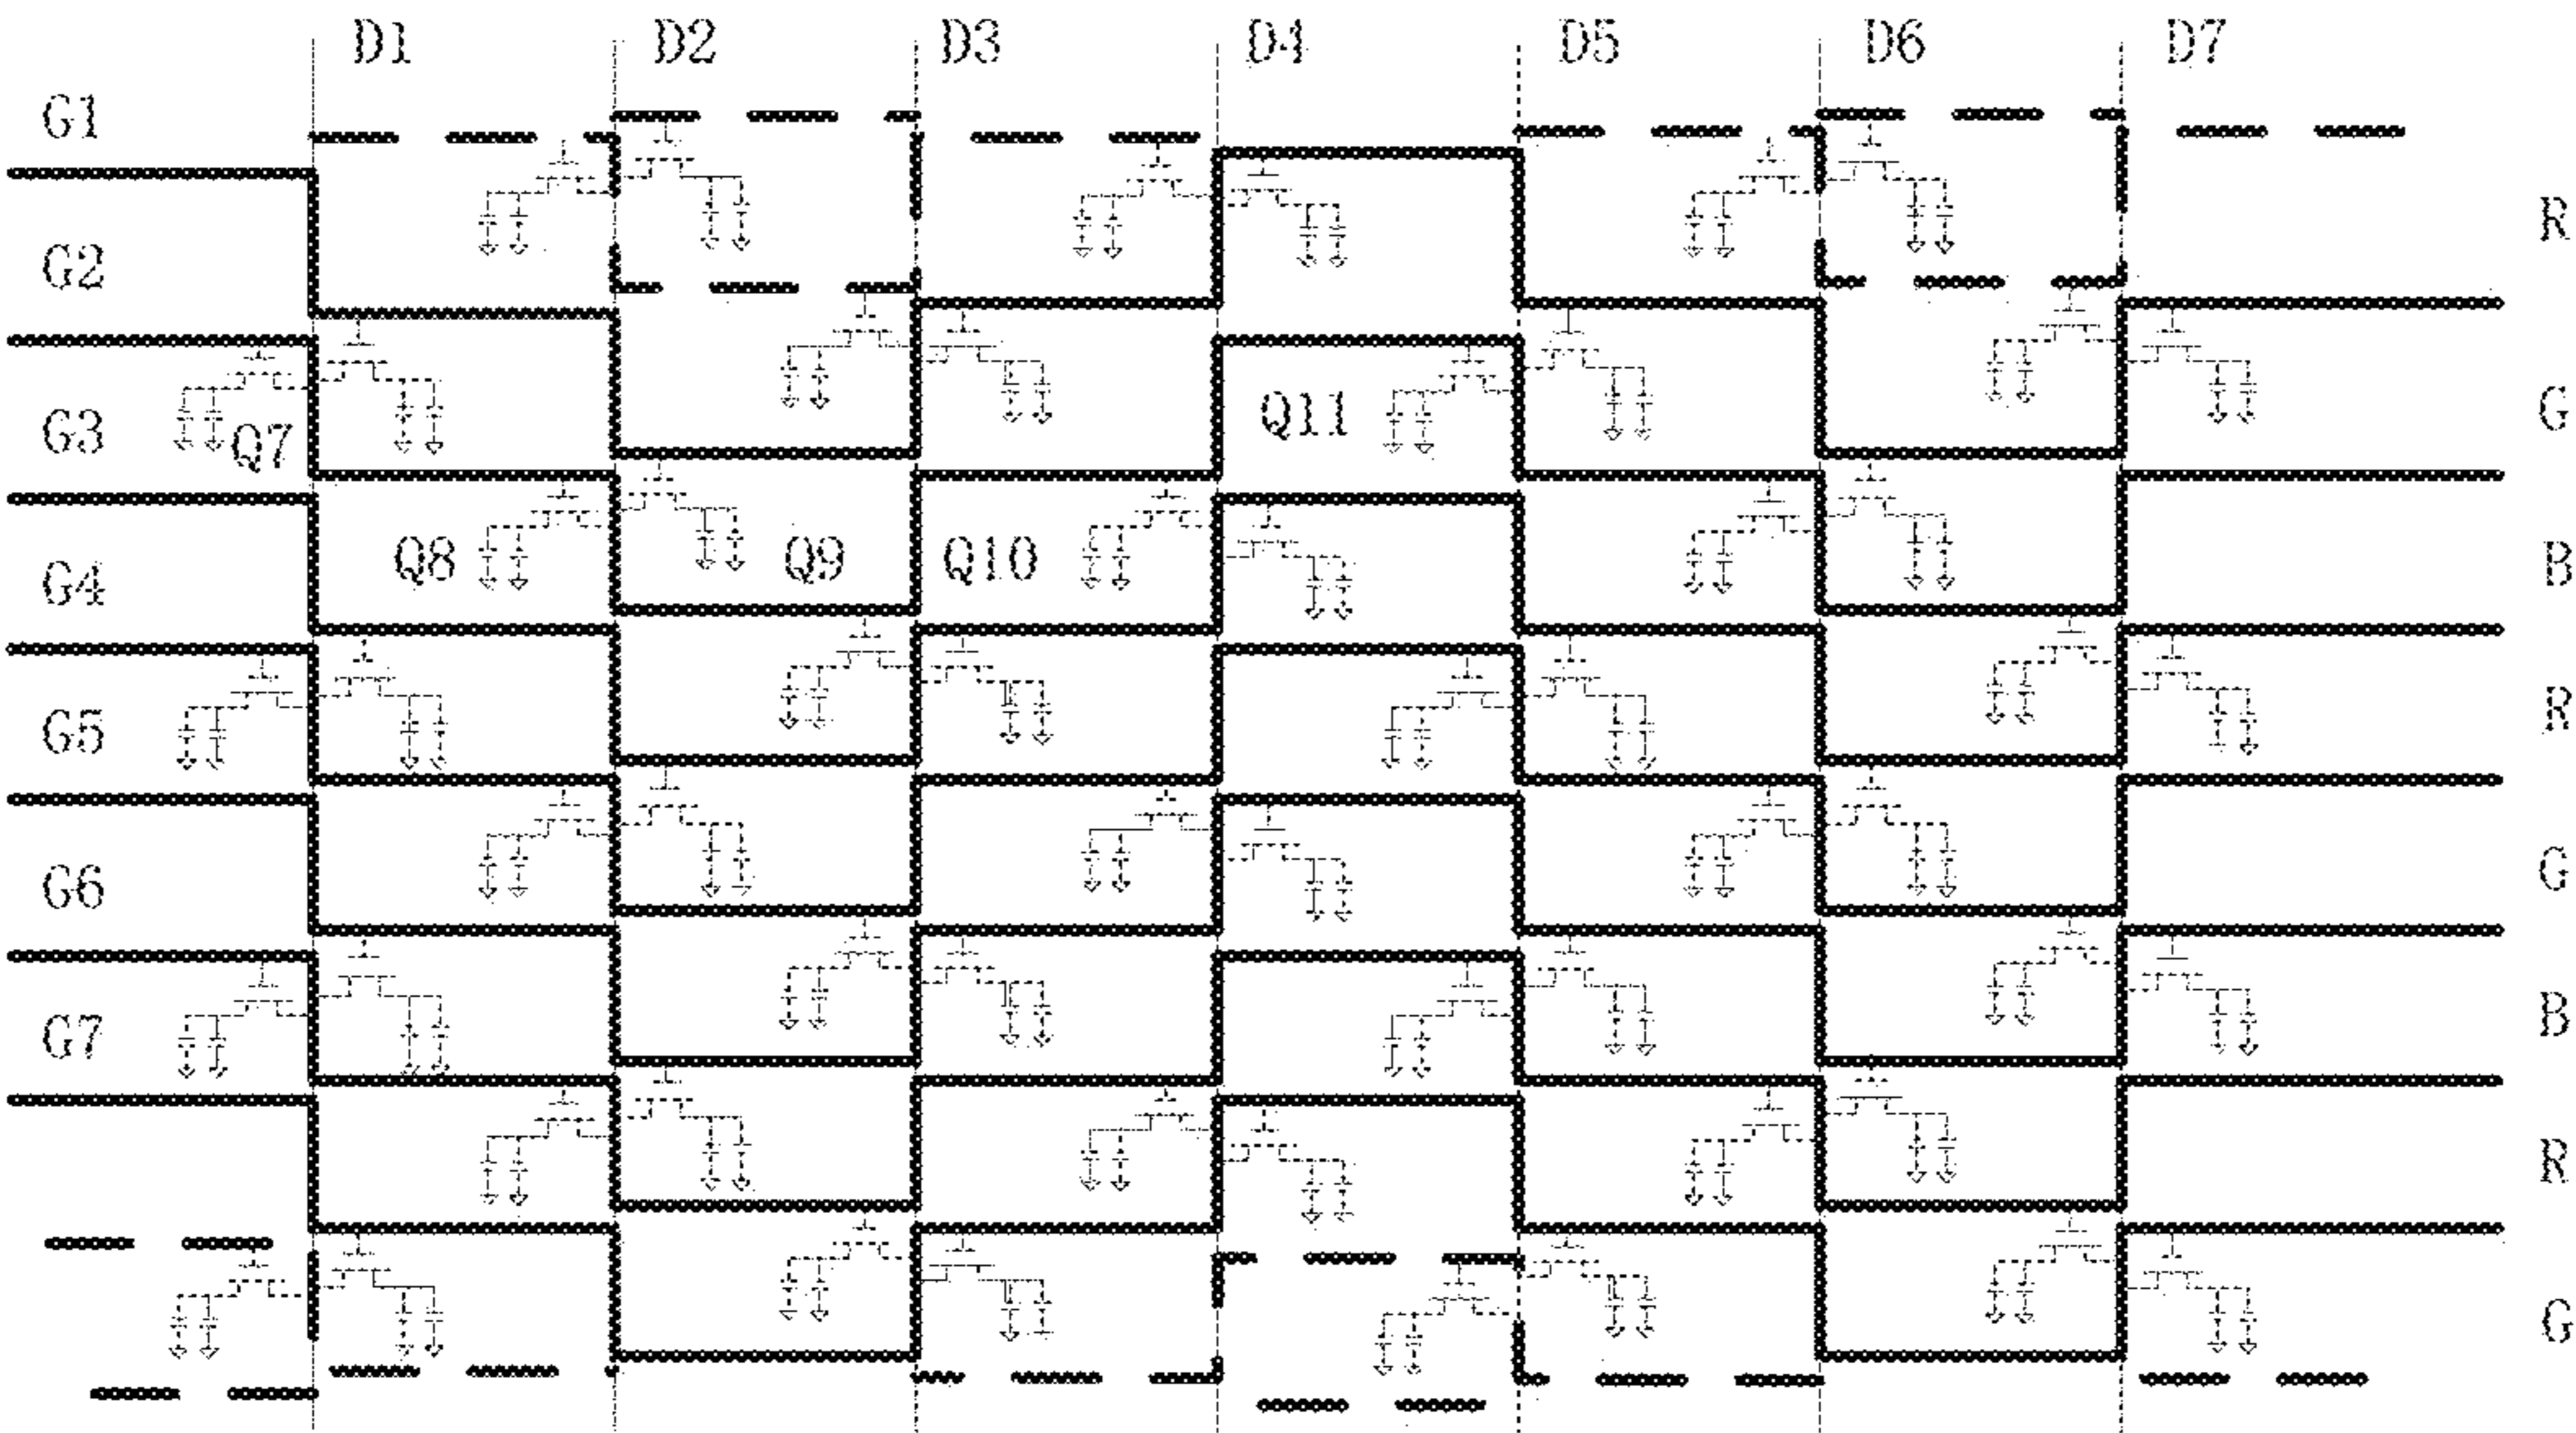 D1 D2 D3 D4 D5 D6 D7
G1
R
G2
G
G3 Q7 Q11
B
G4 Q8 Q9 Q10
R
G5
G
G6
B
G7
R
G